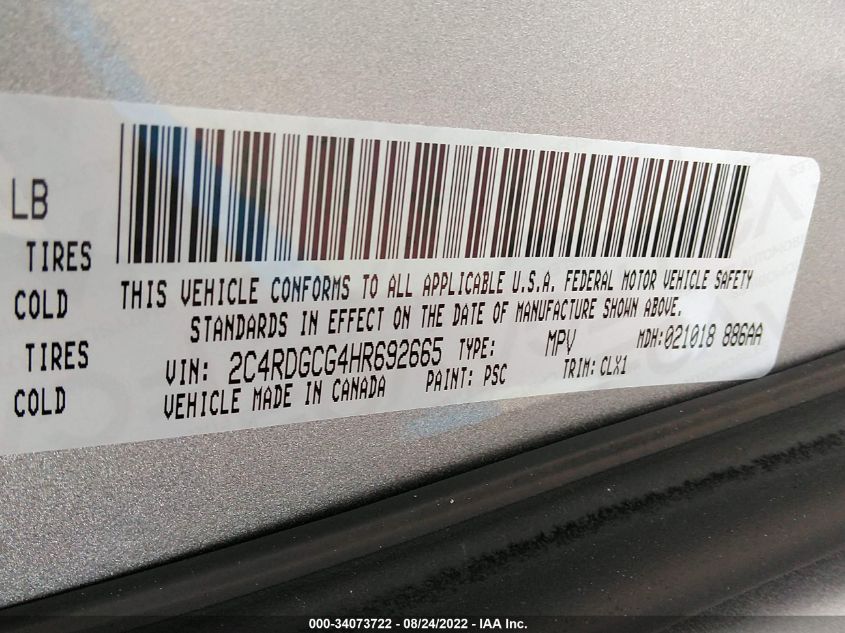 LB
TIRES
COLD
TIRES
COLD
THIS VEHICLE CONFORMS TO ALL APPLICABLE U.S.A. FEDERAL MOTOR VEHICLE SAFETY
STANDARDS IN EFFECT ON THE DATE OF MANUFACTURE SHOWN ABOVE.
VIN: 2C4RDGCG4HR692665 TYPE: MPV MDH:021018 886AA
VEHICLE MADE IN CANADA PAINT: PSC TRIM: CLX1
000-34073722 - 08/24/2022 - IAA Inc.